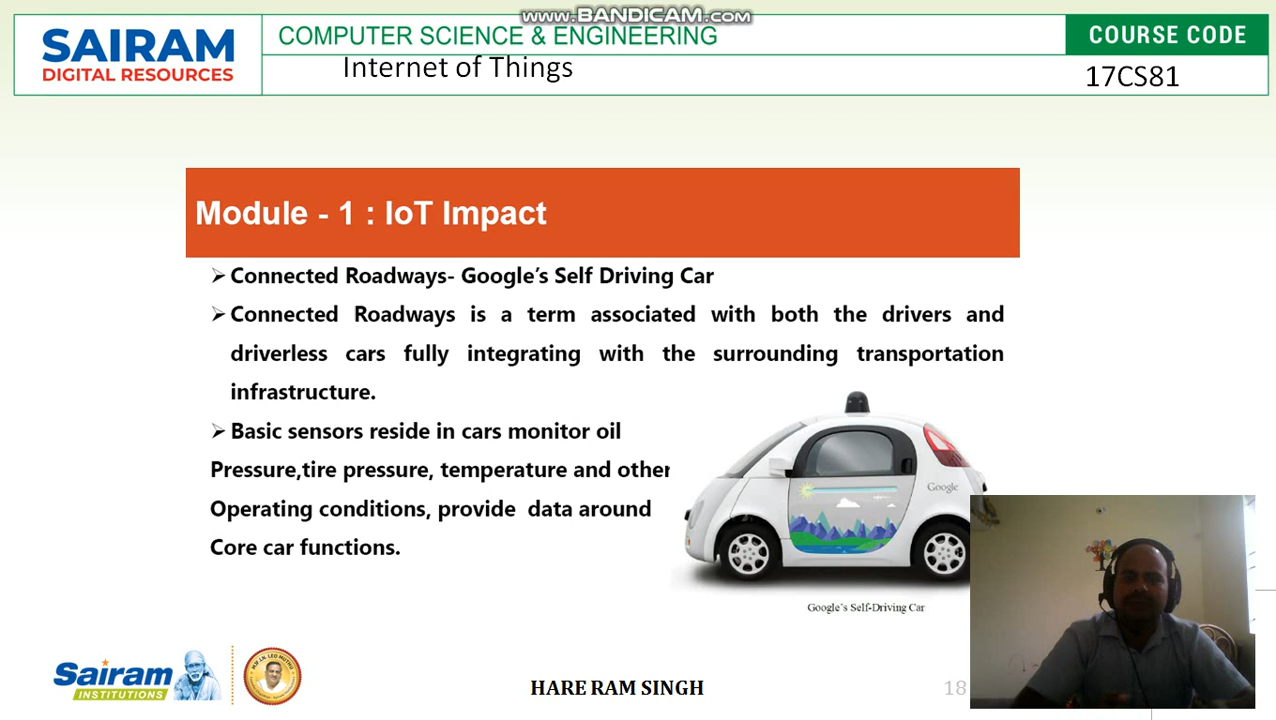 www.BANDICAM.com
SAIRAM
DIGITAL RESOURCES
COMPUTER SCIENCE & ENGINEERING
COURSE CODE
Internet of Things
17CS81
Module - 1 : IoT Impact
➢ Connected Roadways- Google’s Self Driving Car
➢ Connected Roadways is a term associated with both the drivers and
driverless cars fully integrating with the surrounding transportation
infrastructure.
➢ Basic sensors reside in cars monitor oil
Pressure,tire pressure, temperature and other
Operating conditions, provide data around
Core car functions.
Google
Google’s Self-Driving Car
Sairam
INSTITUTIONS
HARE RAM SINGH
18